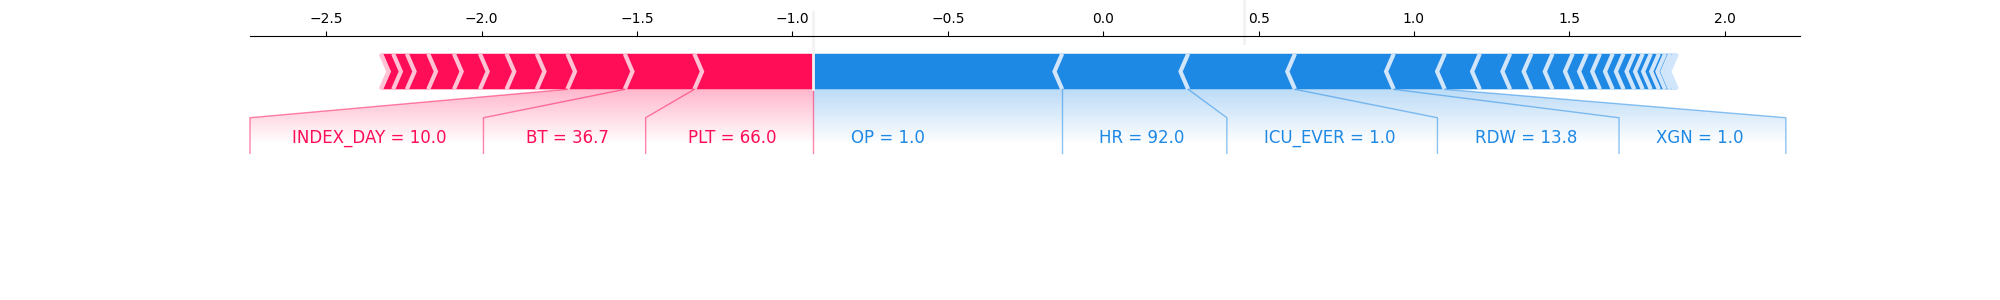 −2.5 −2.0 −1.5 −1.0 −0.5 0.0 0.5 1.0 1.5 2.0
INDEX_DAY = 10.0 BT = 36.7 PLT = 66.0 OP = 1.0 HR = 92.0 ICU_EVER = 1.0 RDW = 13.8 XGN = 1.0